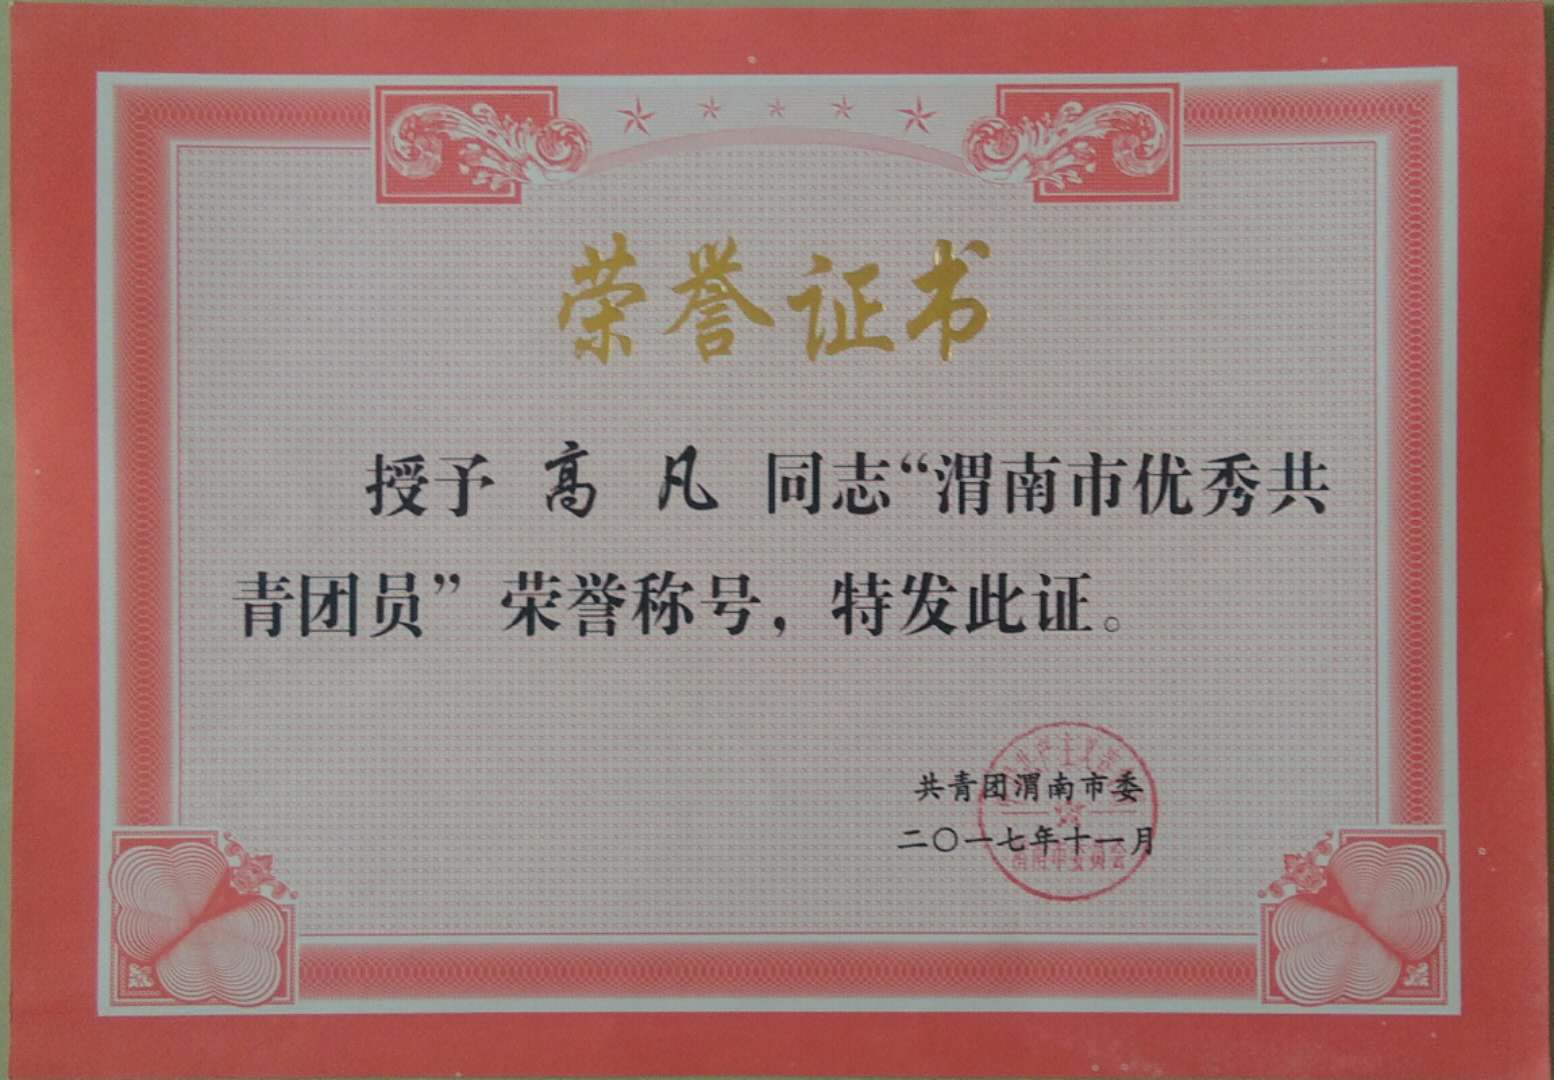 荣誉证书
授予 高 凡 同志“渭南市优秀共
青团员”荣誉称号，特发此证。
共青团渭南市委
二〇一七年十一月